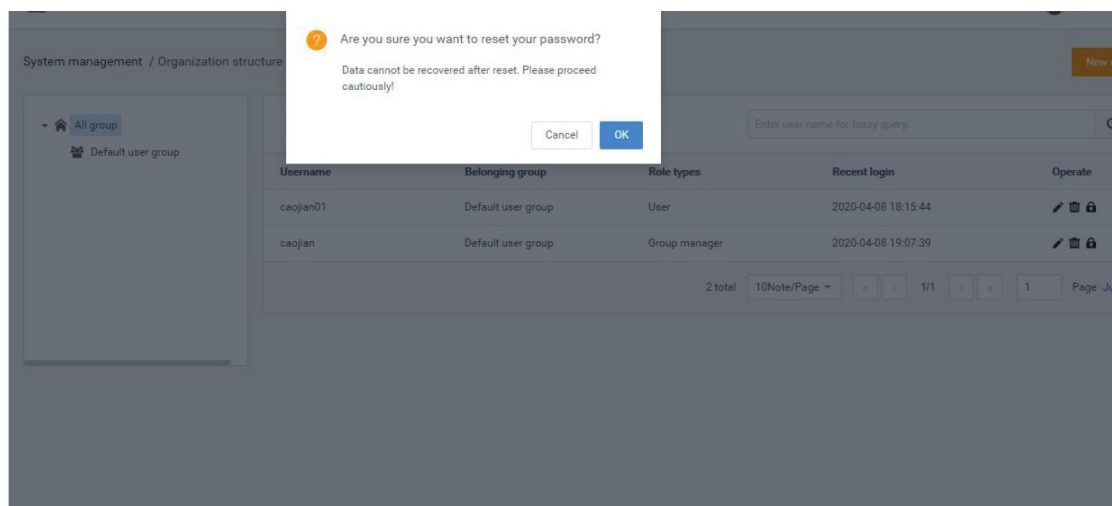 Are you sure you want to reset your password?
Data cannot be recovered after reset. Please proceed
cautiously!
Cancel OK
System management / Organization structure
New
All group
Default user group
Enter user name for fuzzy query.
Username Belonging group Role types Recent login Operate
caojian01 Default user group User 2020-04-08 18:15:44
caojian Default user group Group manager 2020-04-08 19:07:39
2 total 10Note/Page 1/1 1 Page